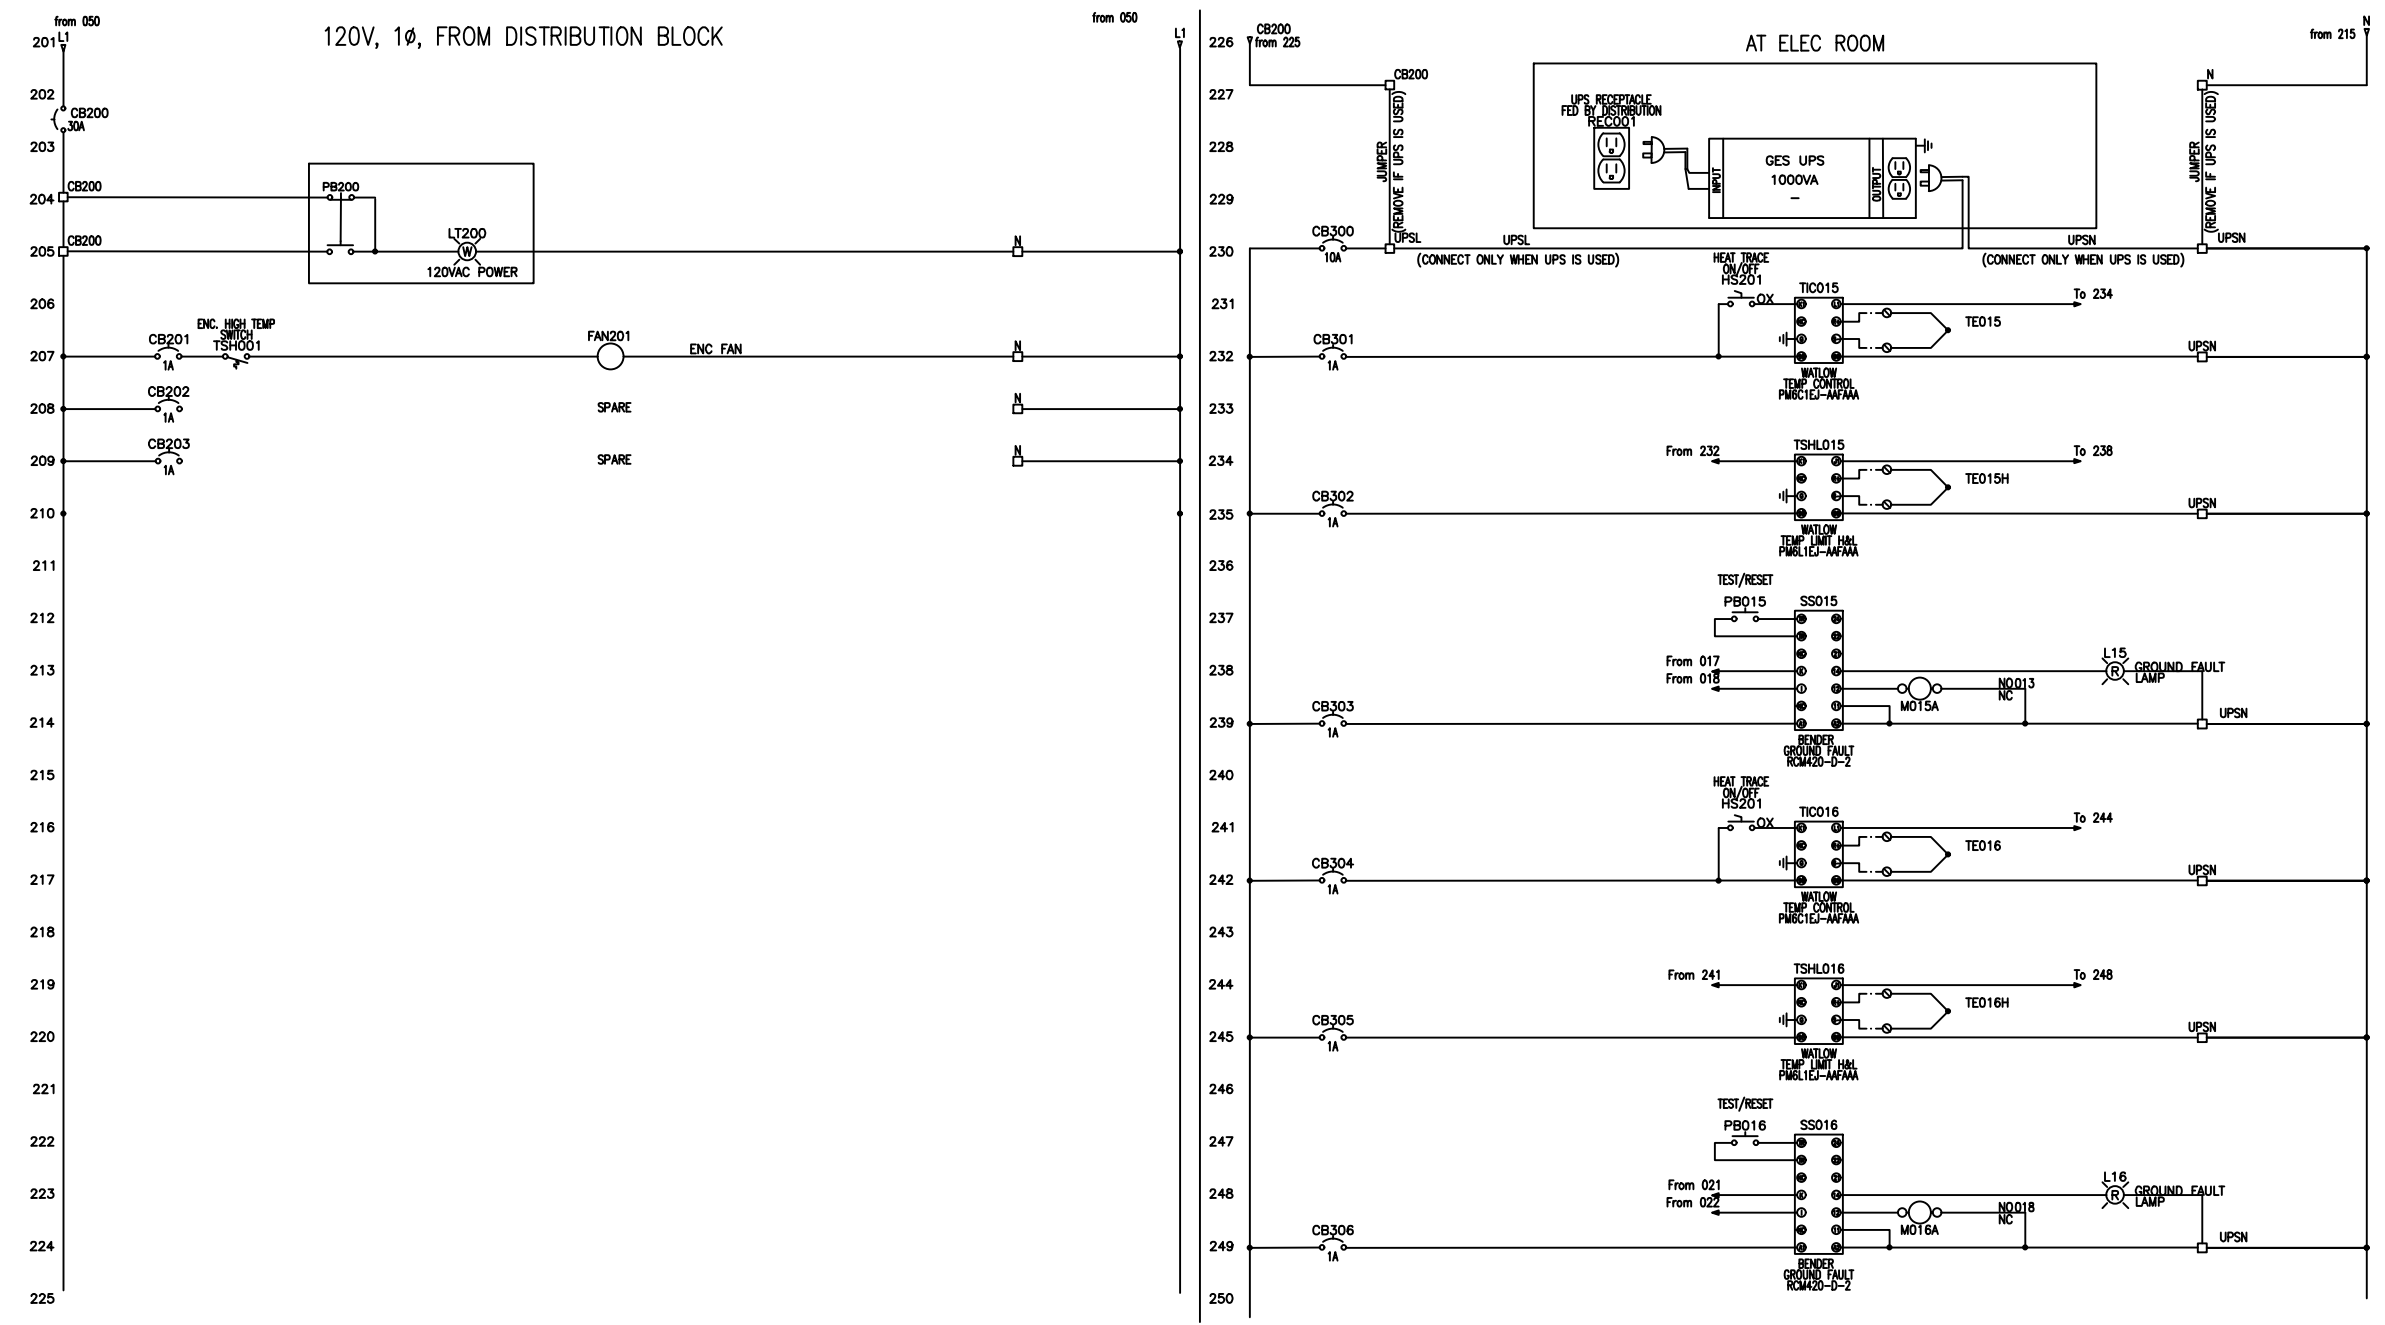 from 050
L1
120V, 1Ø, FROM DISTRIBUTION BLOCK
from 050
L1
201
202
CB200
30A
203
CB200
PB200
204
CB200
LT200
W
N
205
120VAC POWER
206
ENC. HIGH TEMP
SWITCH
CB201
TSH001
FAN201
ENC FAN
N
207
1A
CB202
N
208
SPARE
1A
CB203
N
209
SPARE
1A
210
211
212
213
214
215
216
217
218
219
220
221
222
223
224
225
CB200
from 225
226
AT ELEC ROOM
N
from 215
CB200
N
227
UPS RECEPTACLE
FED BY DISTRIBUTION
REC001
JUMPER
(REMOVE IF UPS IS USED)
228
INPUT
GES UPS
1000VA
-
OUTPUT
JUMPER
(REMOVE IF UPS IS USED)
229
CB300
UPSL
UPSL
UPSN
UPSN
230
10A
(CONNECT ONLY WHEN UPS IS USED)
(CONNECT ONLY WHEN UPS IS USED)
HEAT TRACE
ON/OFF
HS201
OX
TIC015
To 234
231
TE015
CB301
UPSN
232
1A
WATLOW
TEMP CONTROL
PM6C1EJ-AAFAAA
233
TSHL015
From 232
To 238
234
TE015H
CB302
UPSN
235
1A
WATLOW
TEMP LIMIT H&L
PM6L1EJ-AAFAAA
236
TEST/RESET
PB015
SS015
237
From 017
L15
R
GROUND FAULT
LAMP
238
From 018
M015A
NO013
NC
CB303
UPSN
239
1A
BENDER
GROUND FAULT
RCM420-D-2
240
HEAT TRACE
ON/OFF
HS201
OX
TIC016
To 244
241
TE016
CB304
UPSN
242
1A
WATLOW
TEMP CONTROL
PM6C1EJ-AAFAAA
243
TSHL016
From 241
To 248
244
TE016H
CB305
UPSN
245
1A
WATLOW
TEMP LIMIT H&L
PM6L1EJ-AAFAAA
246
TEST/RESET
PB016
SS016
247
From 021
L16
R
GROUND FAULT
LAMP
248
From 022
M016A
NO018
NC
CB306
UPSN
249
1A
BENDER
GROUND FAULT
RCM420-D-2
250